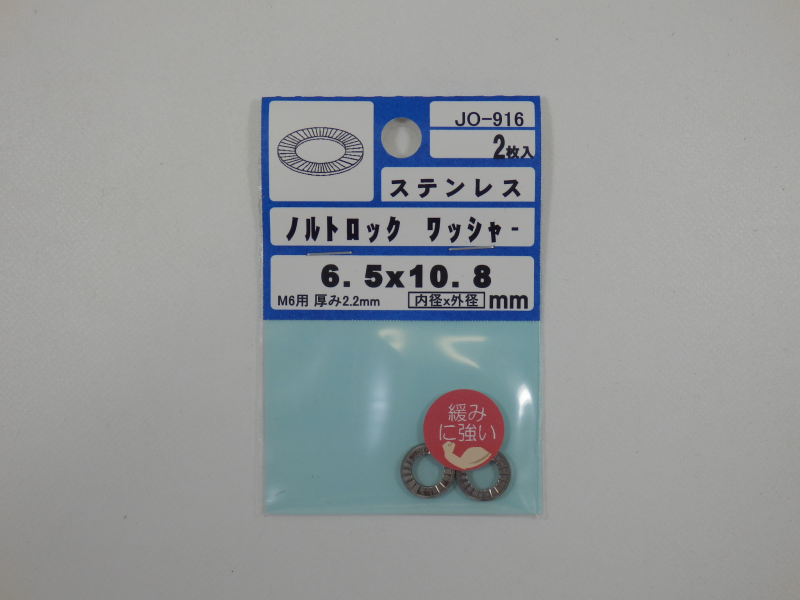 JO-916
2枚入
ステンレス
ノルトロック ワッシャｰ
6.5x10.8
M6用 厚み2.2mm 内径x外径 mm
緩み
に強い